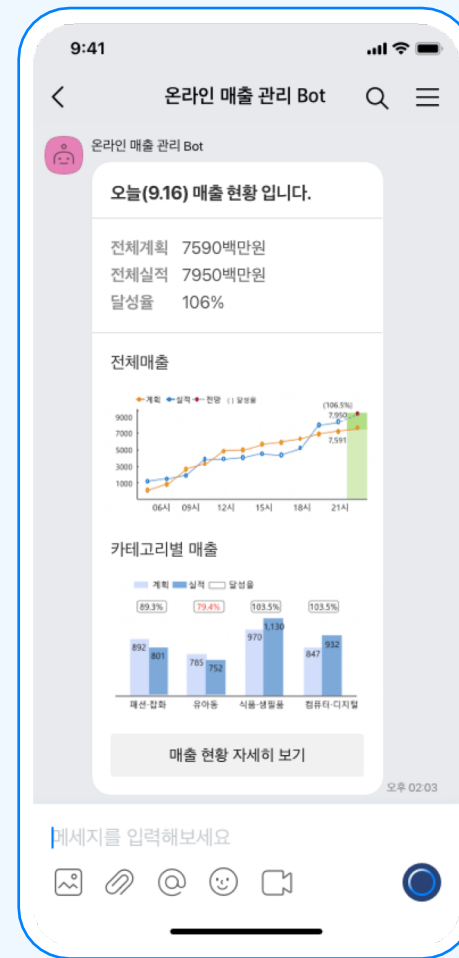 9:41
온라인 매출 관리 Bot
온라인 매출 관리 Bot
오늘(9.16) 매출 현황 입니다.
전체계획 7590백만원
전체실적 7950백만원
달성율 106%
전체매출
계획 실적 전망 ( ) 달성율
(106.5%)
7,950
9000
7000
5000
3000
1000
7,591
06시 09시 12시 15시 18시 21시
카테고리별 매출
계획 실적 달성율
89.3% 79.4% 103.5% 103.5%
892 801 785 752 970 1,130 847 932
패션·잡화 유아동 식품·생필품 컴퓨터·디지털
매출 현황 자세히 보기
오후 02:03
메세지를 입력해보세요